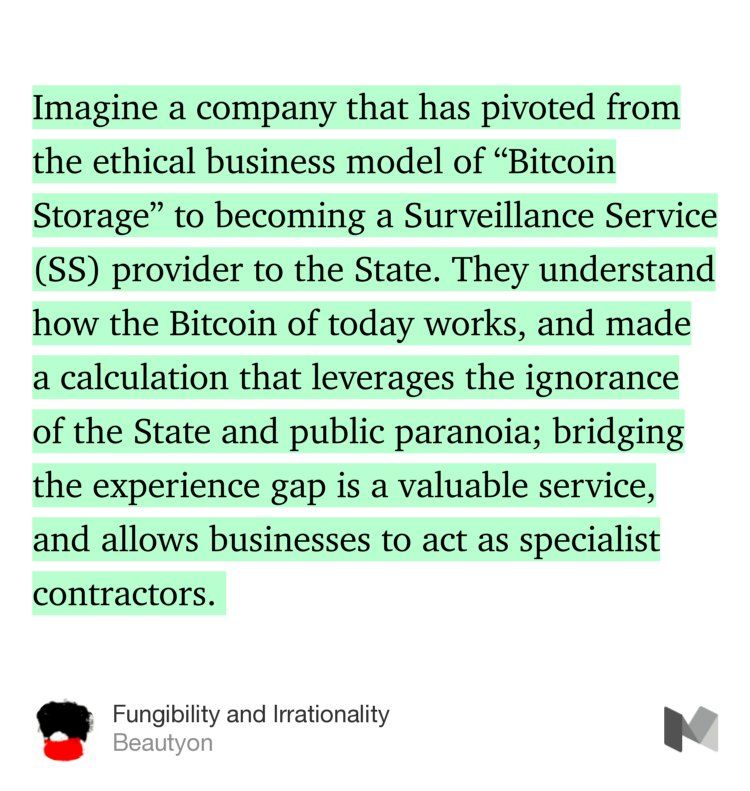 Imagine a company that has pivoted from
the ethical business model of “Bitcoin
Storage” to becoming a Surveillance Service
(SS) provider to the State. They understand
how the Bitcoin of today works, and made
a calculation that leverages the ignorance
of the State and public paranoia; bridging
the experience gap is a valuable service,
and allows businesses to act as specialist
contractors.
Fungibility and Irrationality
Beautyon